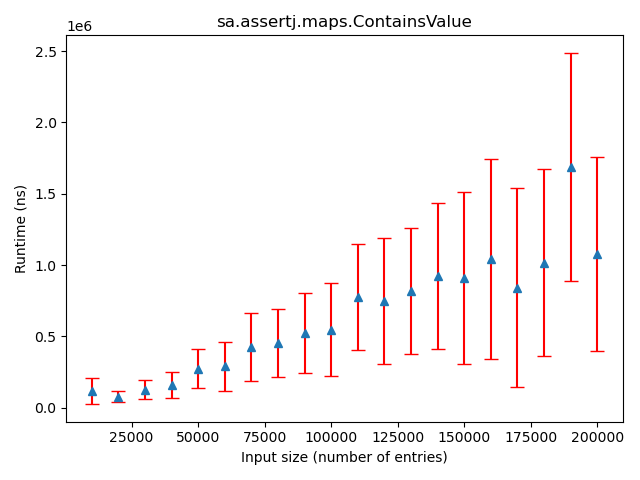 sa.assertj.maps.ContainsValue
1e6
2.5
2.0
1.5
1.0
0.5
0.0
Runtime (ns)
25000 50000 75000 100000 125000 150000 175000 200000
Input size (number of entries)